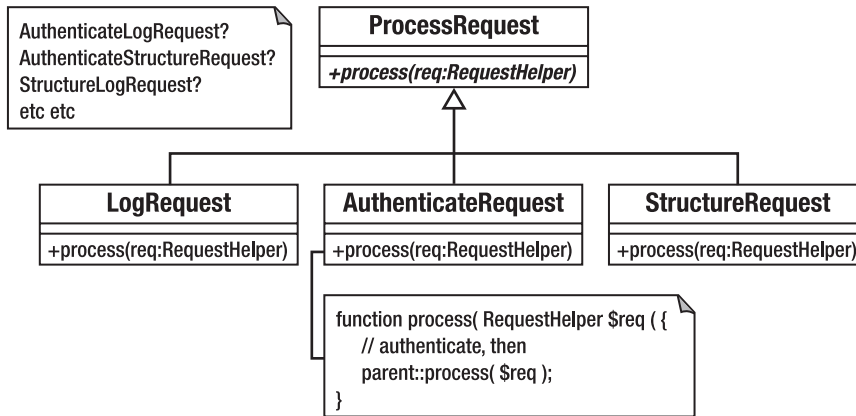 AuthenticateLogRequest?
AuthenticateStructureRequest?
StructureLogRequest?
etc etc
ProcessRequest
+process(req:RequestHelper)
LogRequest
+process(req:RequestHelper)
AuthenticateRequest
+process(req:RequestHelper)
StructureRequest
+process(req:RequestHelper)
function process( RequestHelper $req ( {
// authenticate, then
parent::process( $req );
}